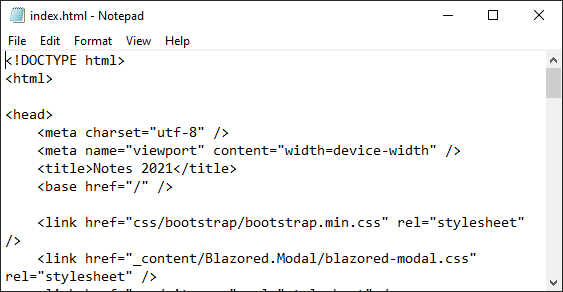 index.html - Notepad
File Edit Format View Help
<!DOCTYPE html>
<html>
<head>
    <meta charset="utf-8" />
    <meta name="viewport" content="width=device-width" />
    <title>Notes 2021</title>
    <base href="/" />
    <link href="css/bootstrap/bootstrap.min.css" rel="stylesheet"
/>
    <link href="_content/Blazored.Modal/blazored-modal.css"
rel="stylesheet" />